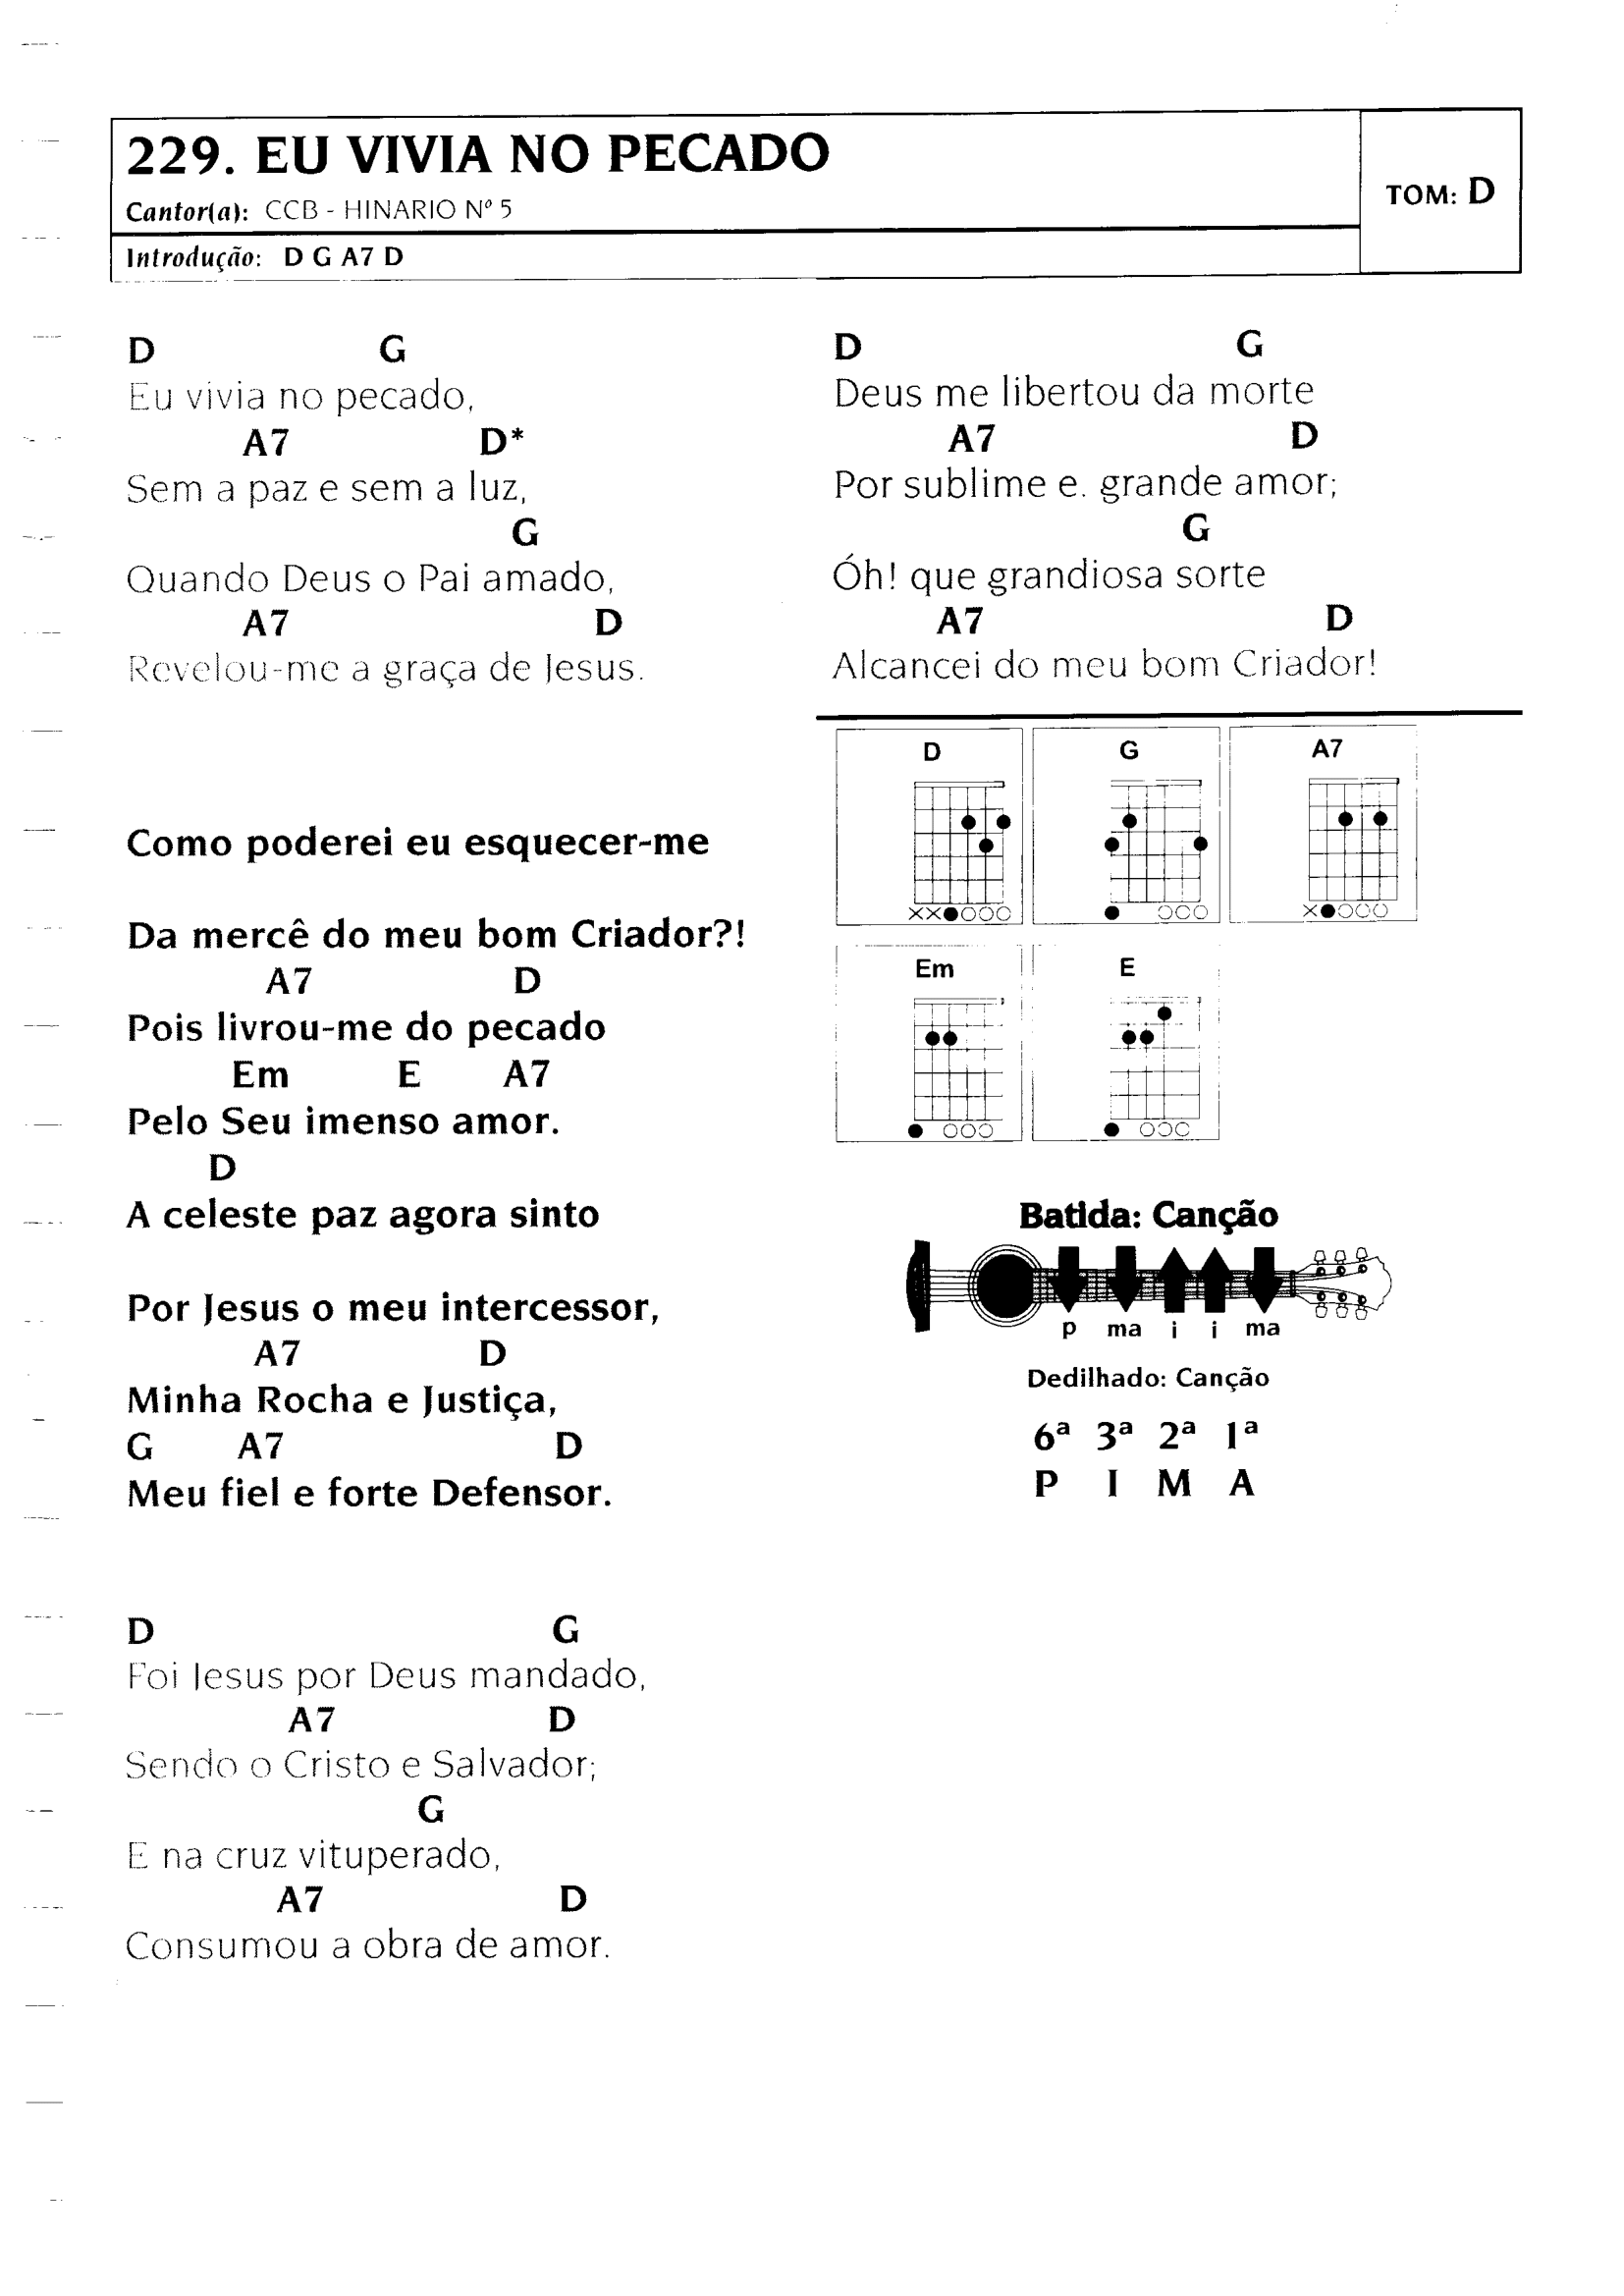 229. EU VIVIA NO PECADO
Cantor(a): CCB - HINARIO Nº 5
Introdução: D G A7 D
TOM: D
D G
Eu vivia no pecado,
A7 D*
Sem a paz e sem a luz,
G
Quando Deus o Pai amado,
A7 D
Revelou-me a graça de Jesus.
Como poderei eu esquecer-me
Da mercê do meu bom Criador?!
A7 D
Pois livrou-me do pecado
Em E A7
Pelo Seu imenso amor.
D
A celeste paz agora sinto
Por Jesus o meu intercessor,
A7 D
Minha Rocha e Justiça,
G A7 D
Meu fiel e forte Defensor.
D G
Foi Jesus por Deus mandado,
A7 D
Sendo o Cristo e Salvador;
G
E na cruz vituperado,
A7 D
Consumou a obra de amor.
D G
Deus me libertou da morte
A7 D
Por sublime e. grande amor;
G
Óh! que grandiosa sorte
A7 D
Alcancei do meu bom Criador!
D G A7
Em E
Batida: Canção
p ma i i ma
Dedilhado: Canção
6ª 3ª 2ª 1ª
P I M A